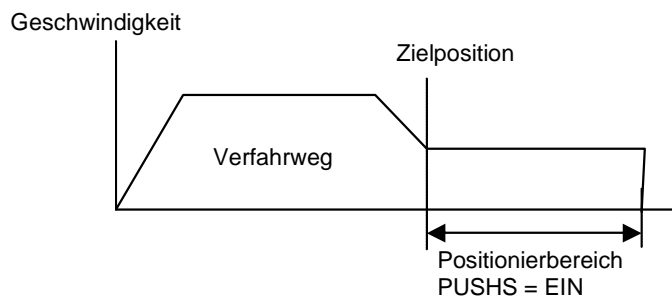 Geschwindigkeit
Zielposition
Verfahrweg
Positionierbereich
PUSHS = EIN